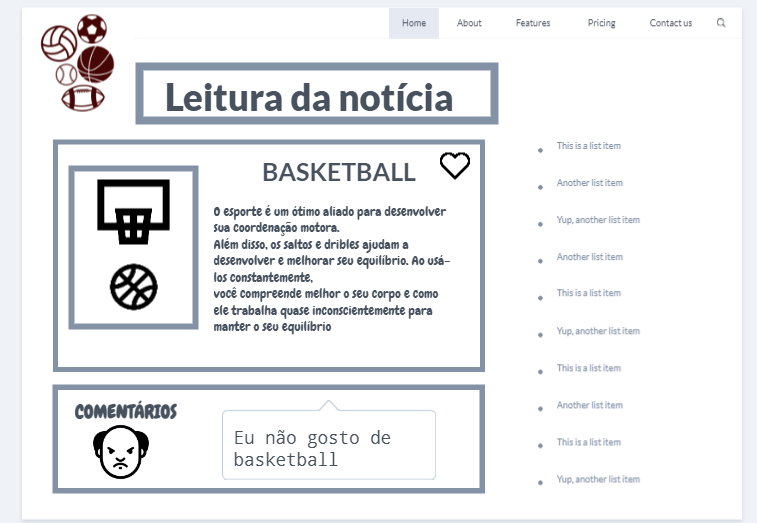 Home About Features Pricing Contact us
Leitura da notícia
BASKETBALL
O esporte é um ótimo aliado para desenvolver
sua coordenação motora.
Além disso, os saltos e dribles ajudam a
desenvolver e melhorar seu equilíbrio. Ao usá-
los constantemente,
você compreende melhor o seu corpo e como
ele trabalha quase inconscientemente para
manter o seu equilíbrio
COMENTÁRIOS
Eu não gosto de
basketball
This is a list item
Another list item
Yup, another list item
Another list item
This is a list item
Yup, another list item
This is a list item
Another list item
This is a list item
Yup, another list item